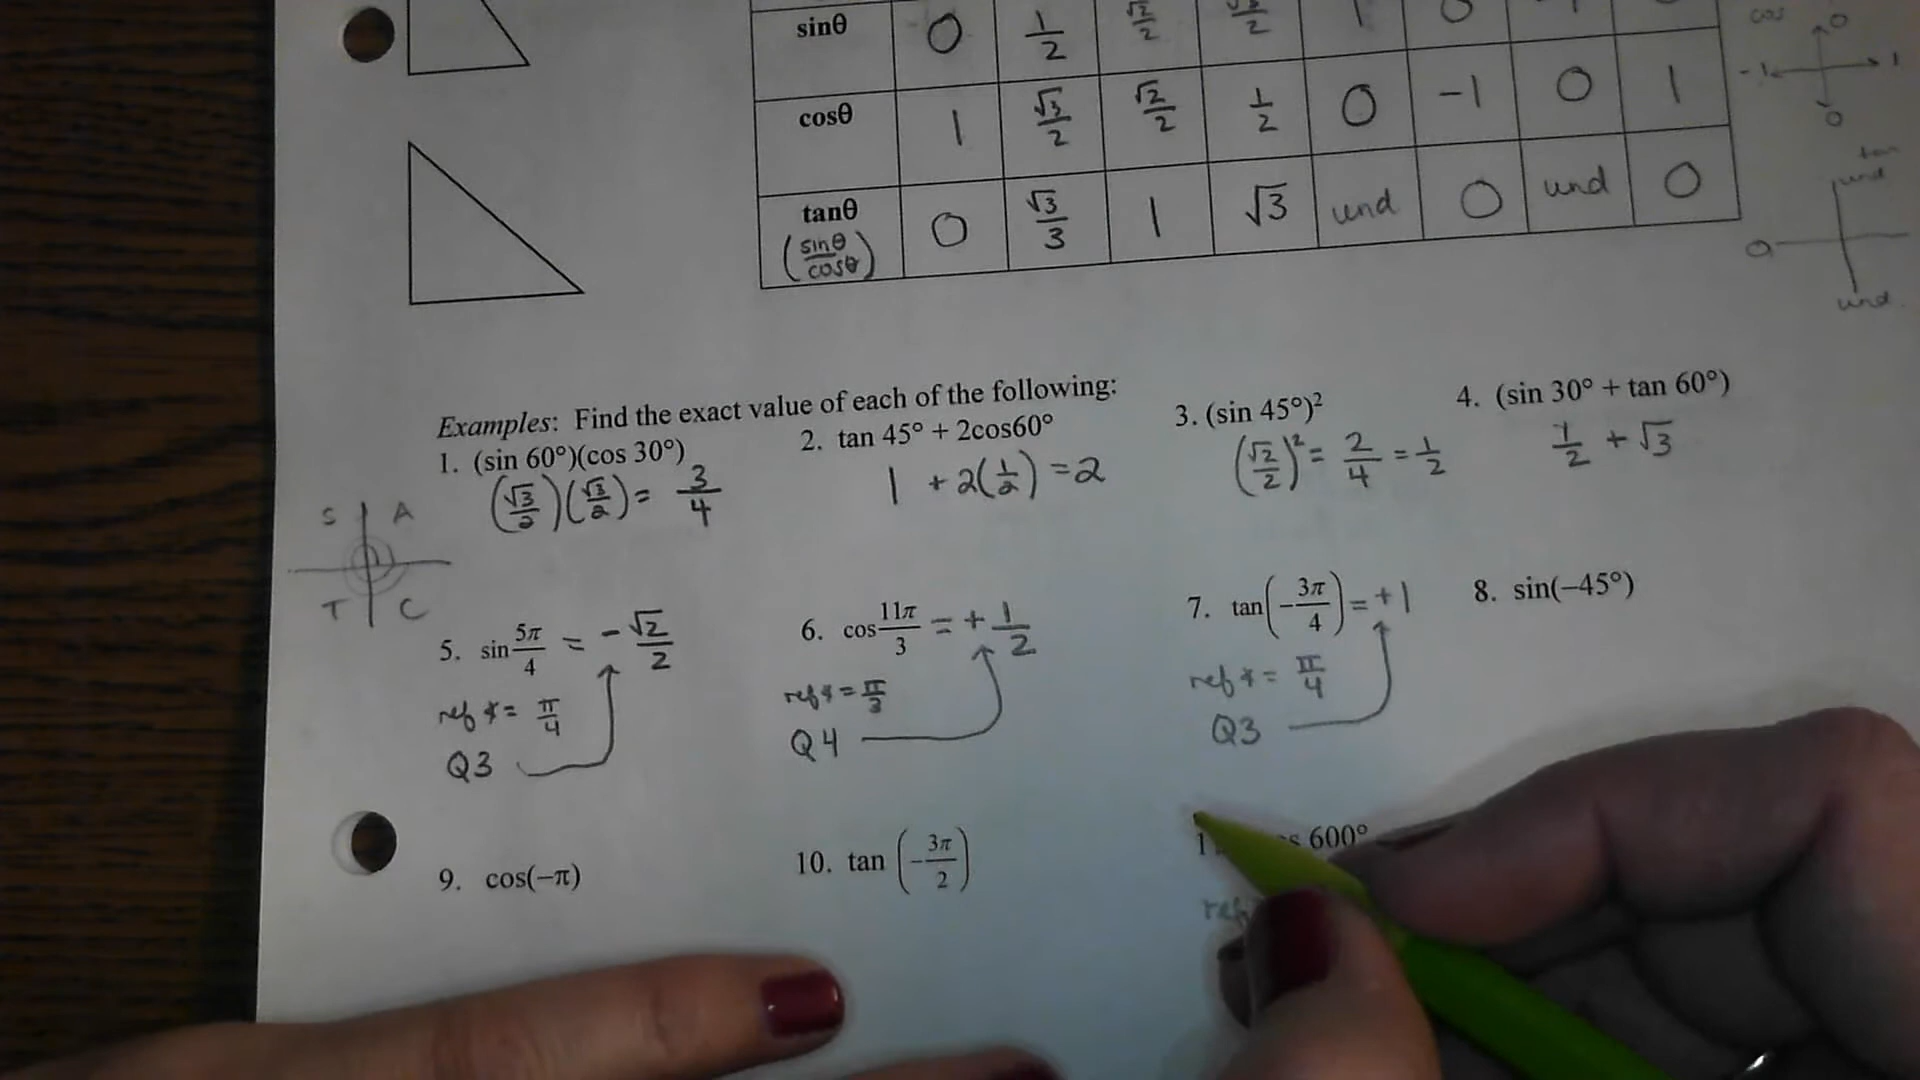 sinθ 0 1/2 √2/2 √3/2 1 0
cosθ 1 √3/2 √2/2 1/2 0 -1 0 1
tanθ 0 √3/3 1 √3 und 0 und 0
(sinθ/cosθ)
cos
0
-1 1
0
tan
und
0
und
Examples: Find the exact value of each of the following:
1. (sin 60°)(cos 30°)
(√3/2)(√3/2) = 3/4
2. tan 45° + 2cos60°
1 + 2(1/2) = 2
3. (sin 45°)²
(√2/2)² = 2/4 = 1/2
4. (sin 30° + tan 60°)
1/2 + √3
S A
T C
5. sin 5π/4 = -√2/2
ref∡ = π/4
Q3
6. cos 11π/3 = + 1/2
ref∡ = π/3
Q4
7. tan(-3π/4) = +1
ref∡ = π/4
Q3
8. sin(−45°)
9. cos(−π)
10. tan (-3π/2)
600°
ref